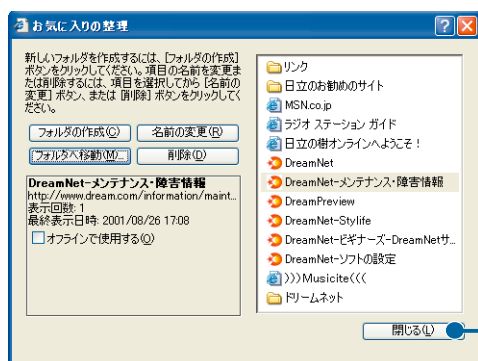 お気に入りの整理
新しいフォルダを作成するには、[フォルダの作成]
ボタンをクリックしてください。項目の名前を変更ま
たは削除するには、項目を選択してから [名前の
変更] ボタン、または [削除] ボタンをクリックしてく
ださい。
フォルダの作成(C)
名前の変更(R)
フォルダへ移動(M)...
削除(D)
DreamNet-メンテナンス・障害情報
http://www.dream.com/information/maint...
表示回数: 1
最終表示日時: 2001/08/26 17:08
オフラインで使用する(O)
リンク
日立のお勧めのサイト
MSN.co.jp
ラジオ ステーション ガイド
日立の樹オンラインへようこそ!
DreamNet
DreamNet-メンテナンス・障害情報
DreamPreview
DreamNet-Stylife
DreamNet-ビギナーズ-DreamNetサ...
DreamNet-ソフトの設定
)))Musicite(((
ドリームネット
閉じる(L)